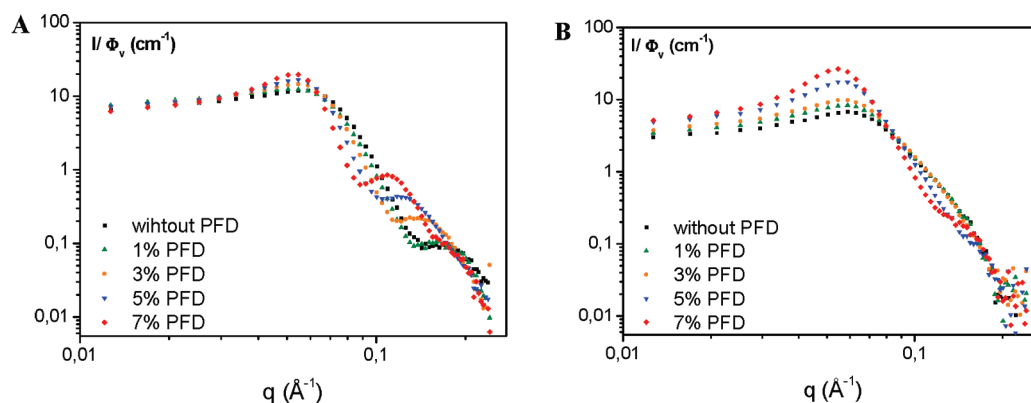 A
I/ Φv (cm-1)
100
10
1
0,1
0,01
wihtout PFD
1% PFD
3% PFD
5% PFD
7% PFD
0,01
0,1
q (Å-1)
B
I/ Φv (cm-1)
100
10
1
0,1
0,01
without PFD
1% PFD
3% PFD
5% PFD
7% PFD
0,01
0,1
q (Å-1)